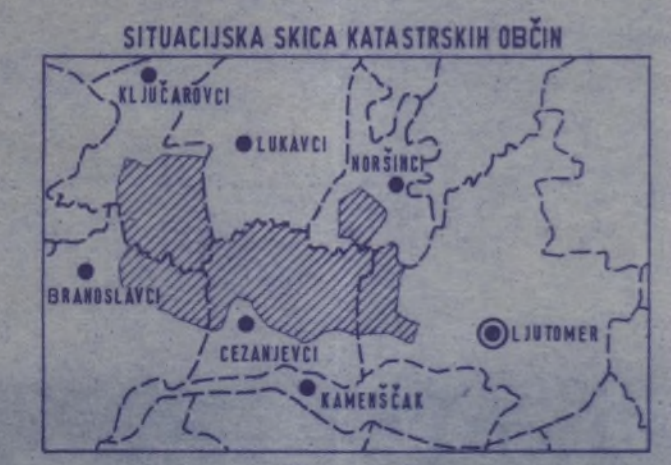 SITUACIJSKA SKICA KATASTRSKIH OBČIN
KLJUČAROVCI
LUKAVCI
NORŠINCI
BRANOSLAVCI
LJUTOMER
CEZANJEVCI
KAMENŠČAK